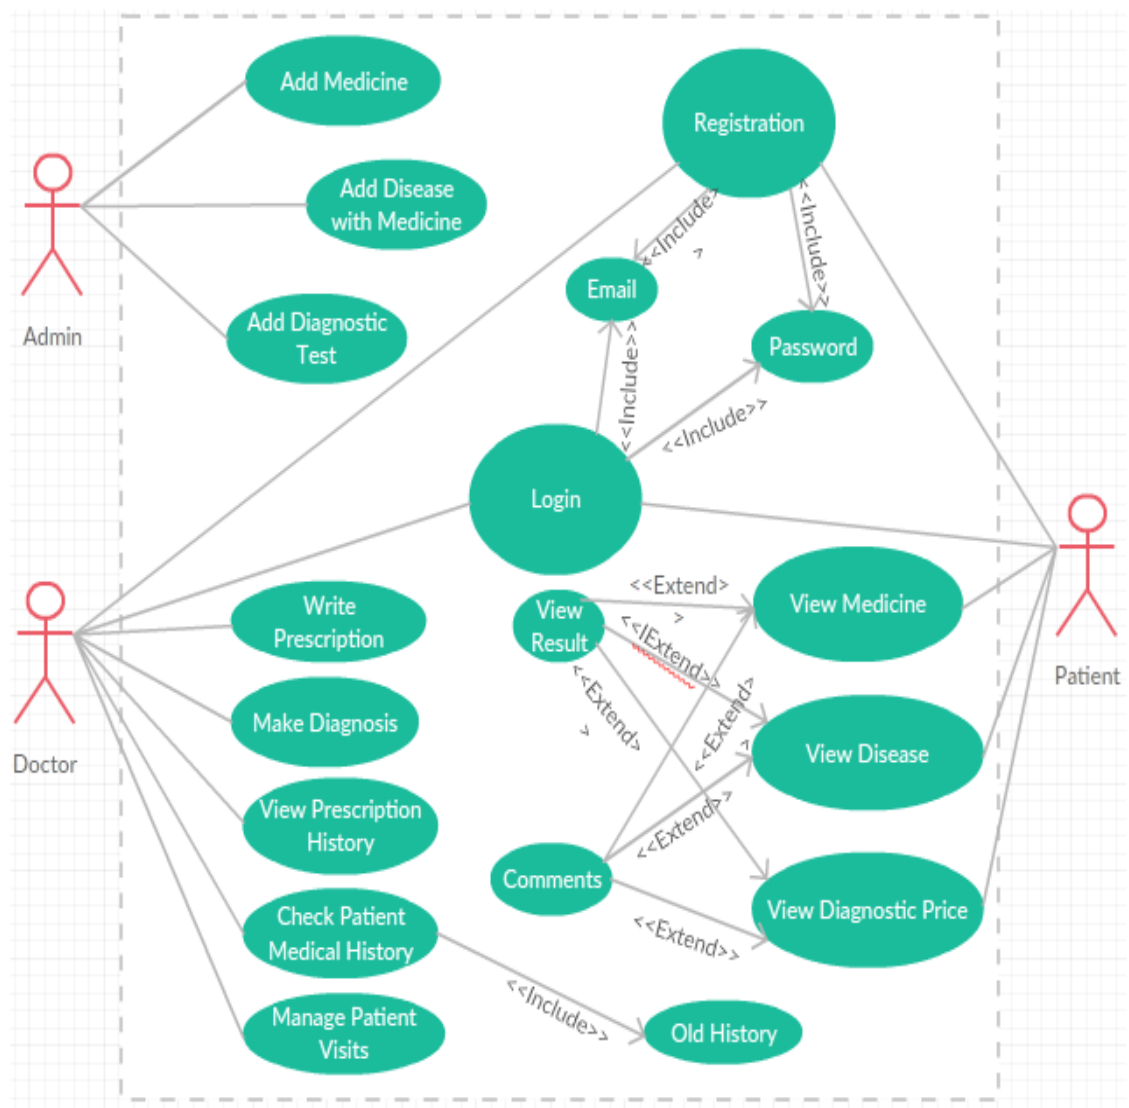 Add Medicine
Registration
Add Disease
with Medicine
<<Include>
>
<<Include>>
Email
Admin
Add Diagnostic
Test
Password
<<Include>>
<<Include>>
Login
Write
Prescription
View
Result
<<Extend>
>
View Medicine
<<IExtend>>
Patient
<<Extend>
>
<<Extend>
>
Make Diagnosis
View Disease
Doctor
View Prescription
History
<<Extend>>
Comments
Check Patient
Medical History
<<Extend>>
View Diagnostic Price
<<Include>>
Manage Patient
Visits
Old History